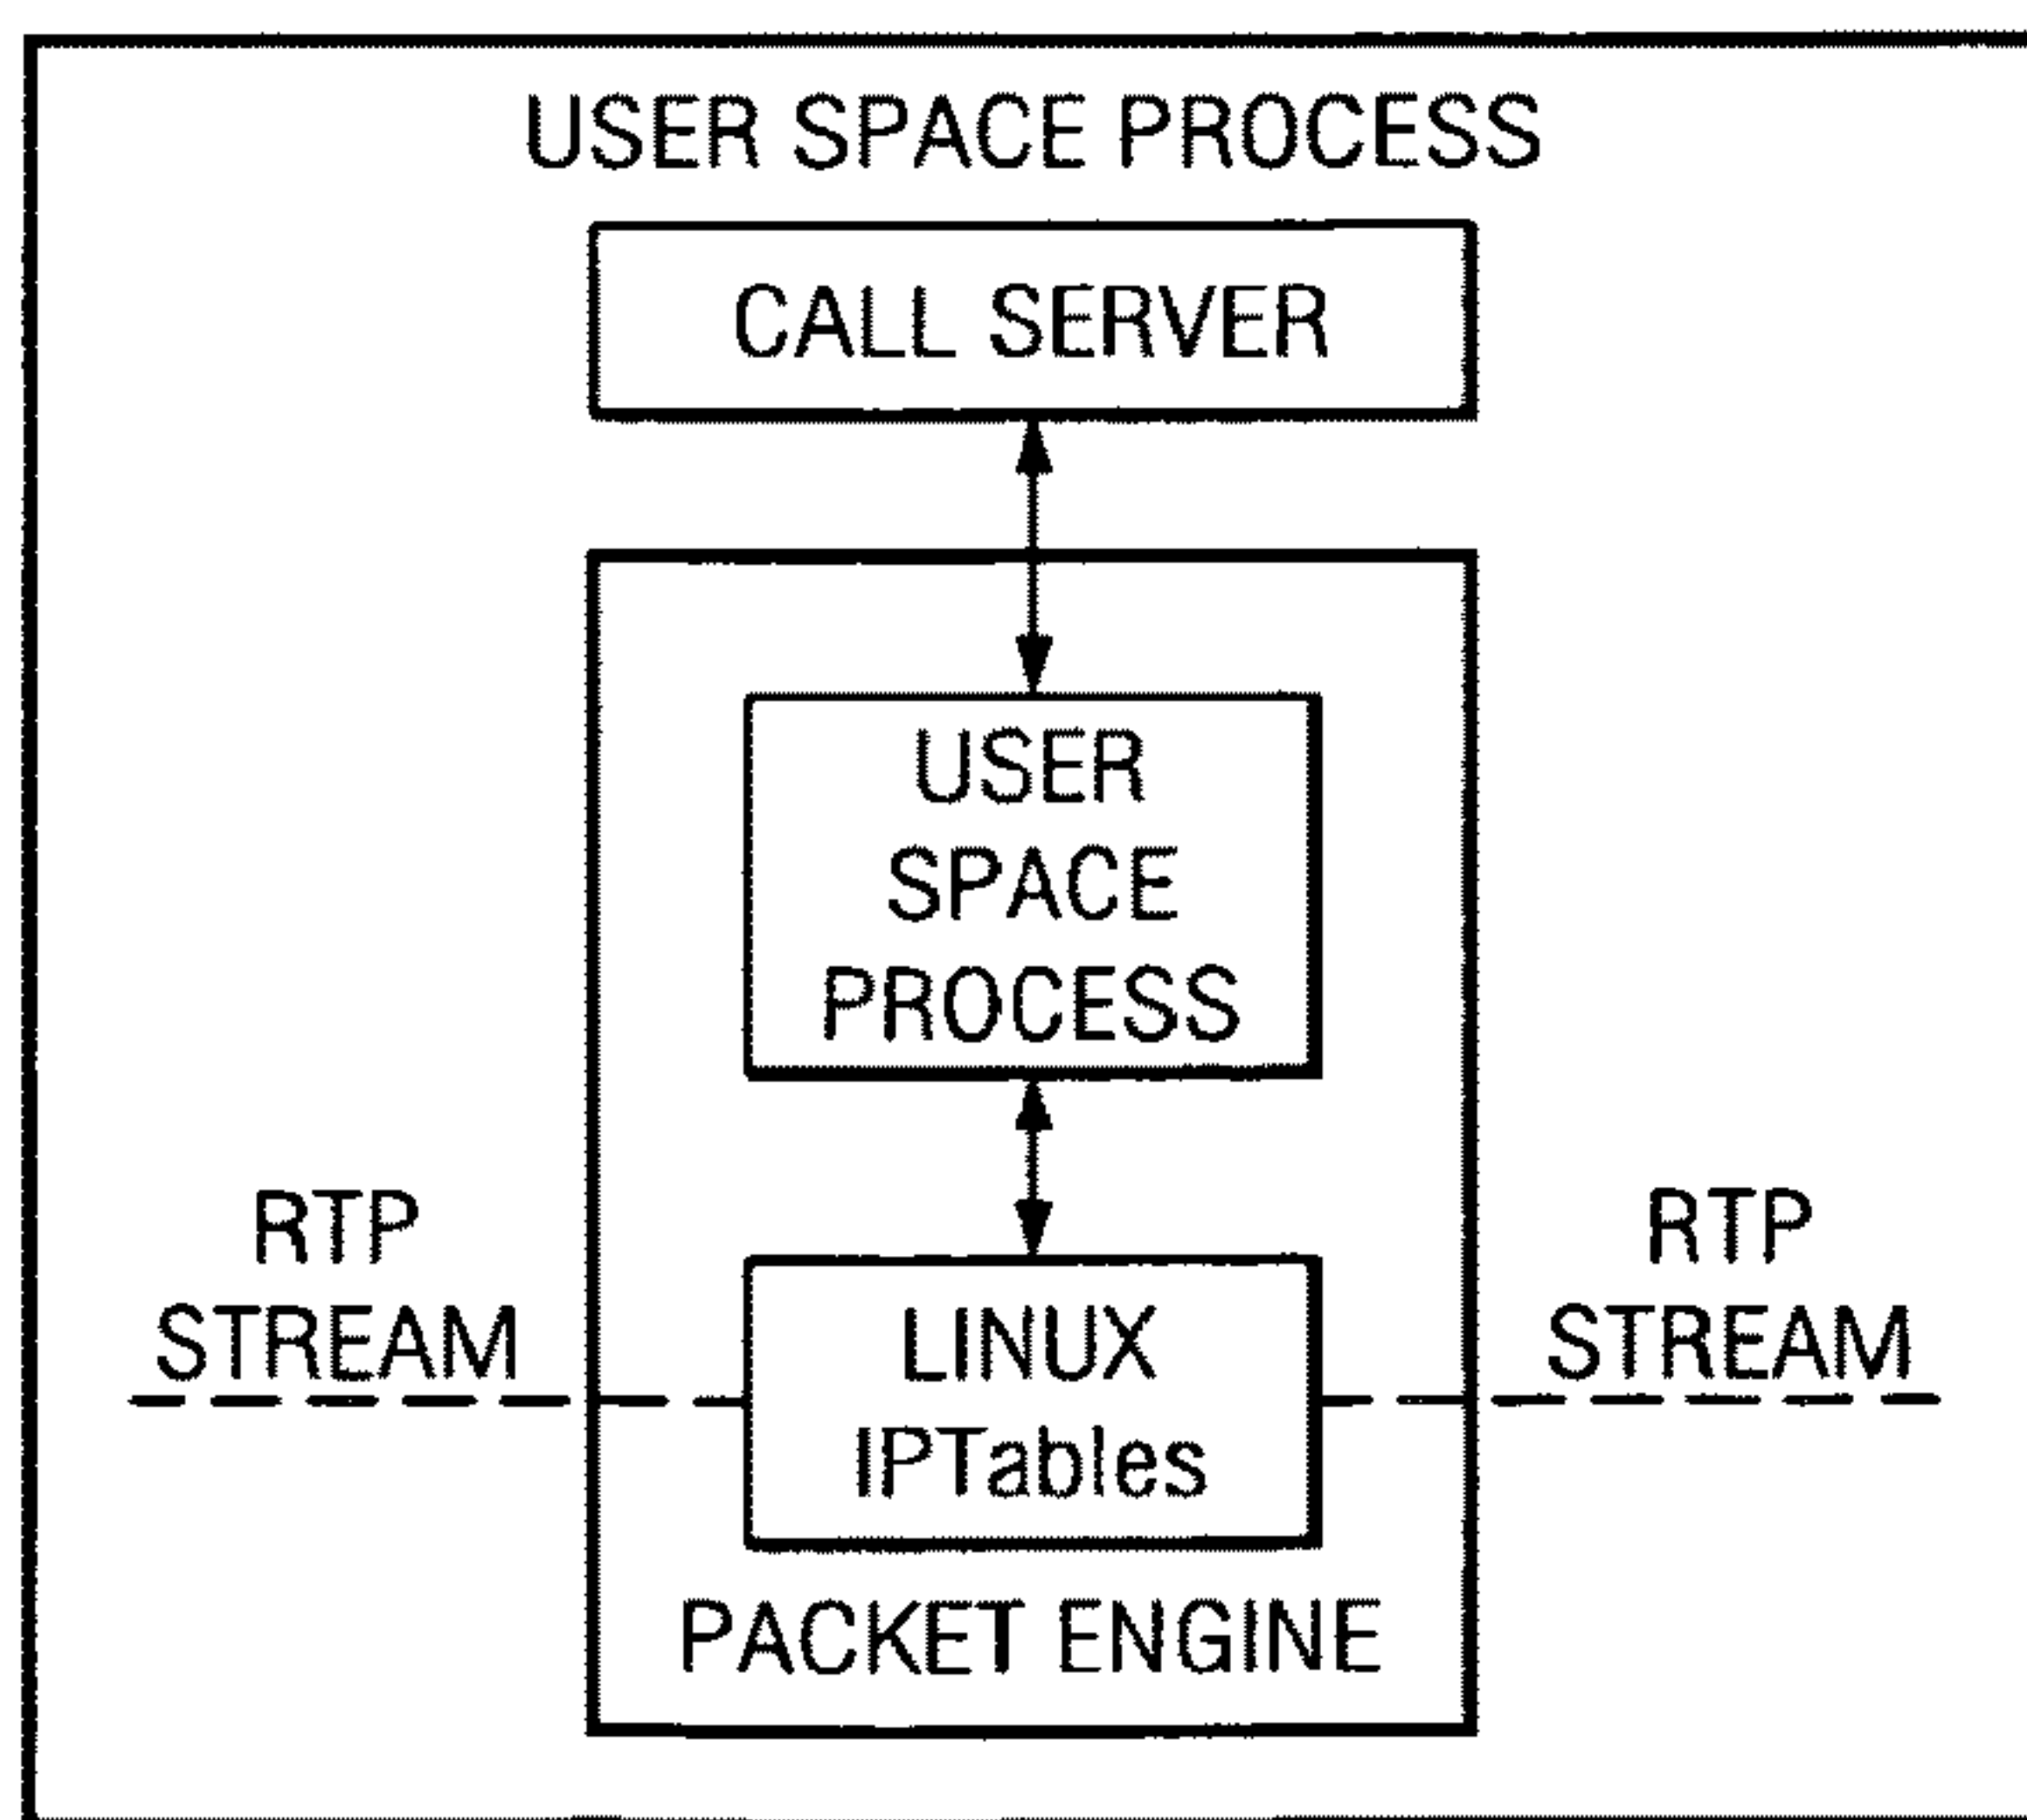 USER SPACE PROCESS
CALL SERVER
USER
SPACE
PROCESS
RTP
STREAM
LINUX
IPTables
RTP
STREAM
PACKET ENGINE